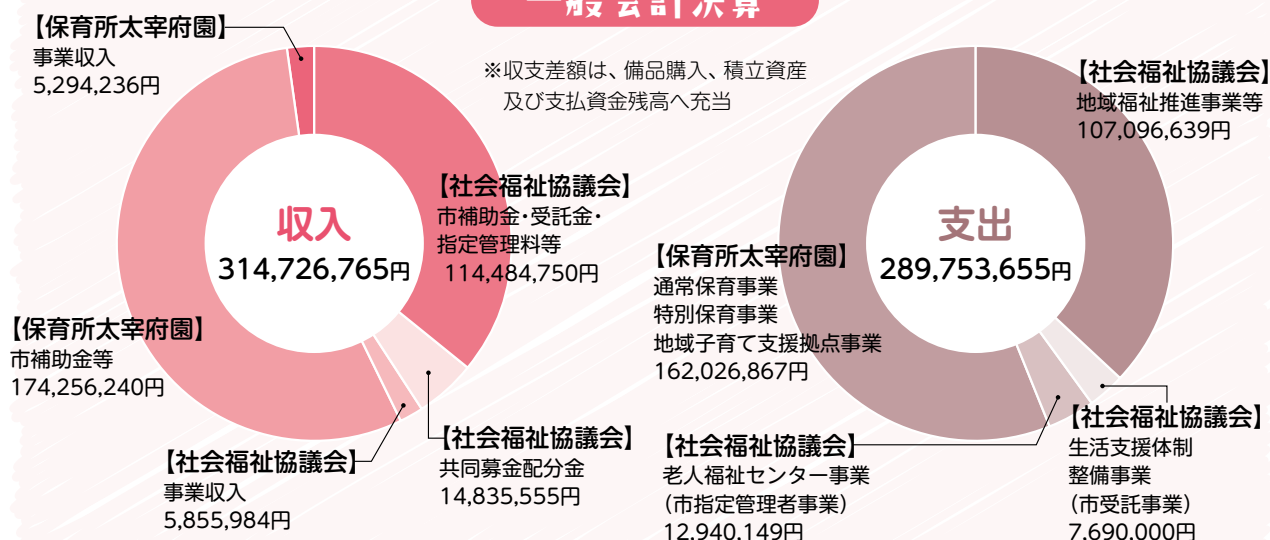 一般会計決算
※収支差額は、備品購入、積立資産
及び支払資金残高へ充当
【保育所太宰府園】
事業収入
5,294,236円
収入
314,726,765円
【社会福祉協議会】
市補助金・受託金・
指定管理料等
114,484,750円
【保育所太宰府園】
市補助金等
174,256,240円
【社会福祉協議会】
事業収入
5,855,984円
【社会福祉協議会】
共同募金配分金
14,835,555円
支出
289,753,655円
【社会福祉協議会】
地域福祉推進事業等
107,096,639円
【保育所太宰府園】
通常保育事業
特別保育事業
地域子育て支援拠点事業
162,026,867円
【社会福祉協議会】
老人福祉センター事業
(市指定管理者事業)
12,940,149円
【社会福祉協議会】
生活支援体制
整備事業
(市受託事業)
7,690,000円